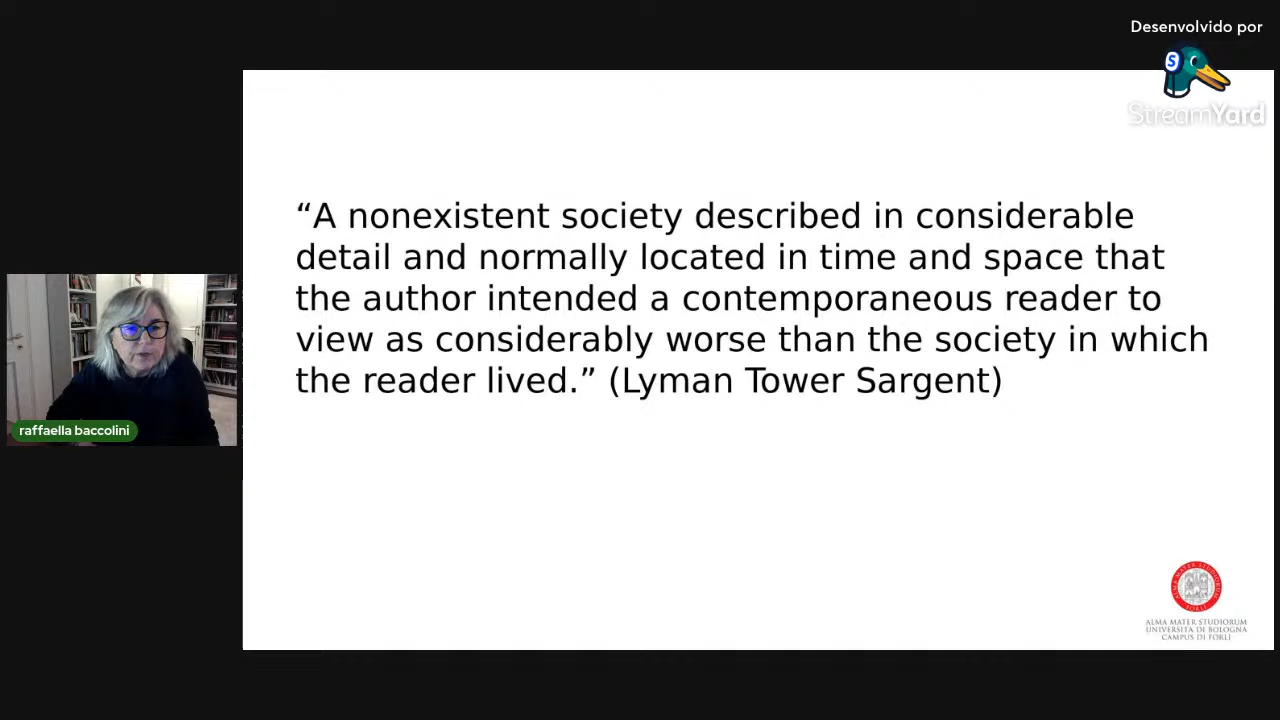 Desenvolvido por
S
StreamYard
“A nonexistent society described in considerable
detail and normally located in time and space that
the author intended a contemporaneous reader to
view as considerably worse than the society in which
the reader lived.” (Lyman Tower Sargent)
raffaella baccolini
ALMA MATER STUDIORUM
UNIVERSITÀ DI BOLOGNA
CAMPUS DI FORLÌ